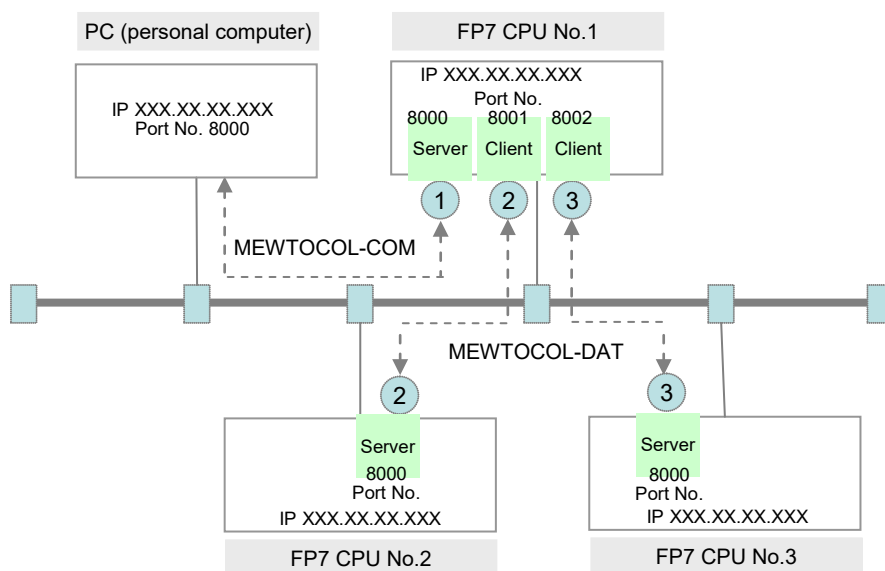 PC (personal computer)
FP7 CPU No.1
IP XXX.XX.XX.XXX
Port No. 8000
IP XXX.XX.XX.XXX
Port No.
8000 8001 8002
Server Client Client
1 2 3
MEWTOCOL-COM
MEWTOCOL-DAT
2
3
Server
8000
Port No.
IP XXX.XX.XX.XXX
FP7 CPU No.2
Server
8000
Port No.
IP XXX.XX.XX.XXX
FP7 CPU No.3